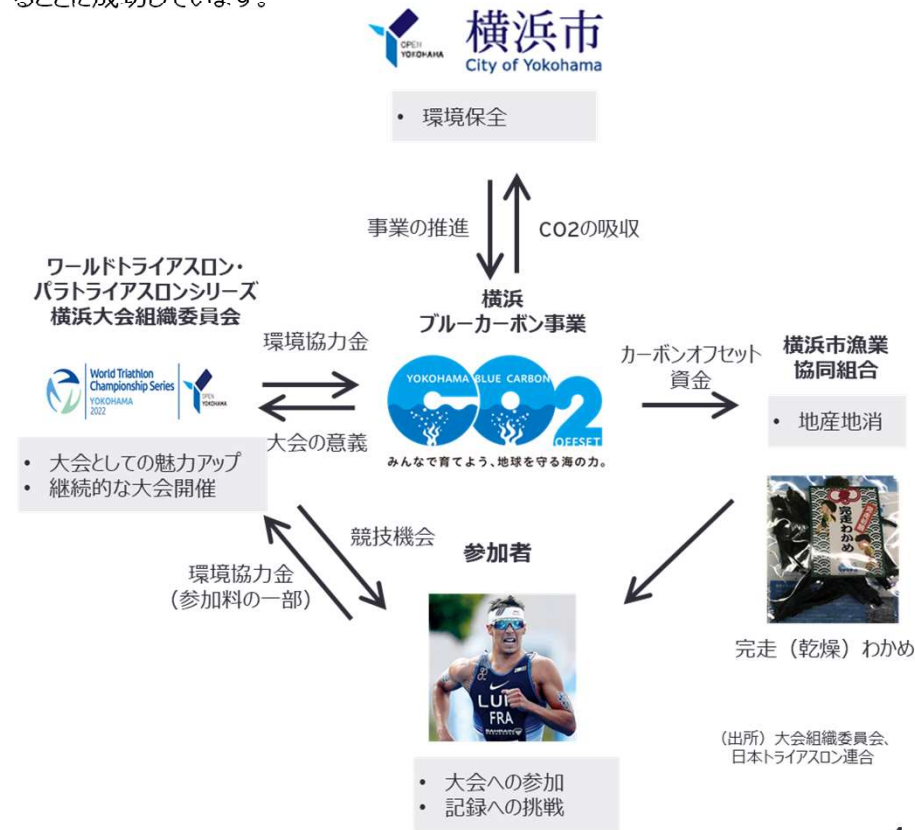 ることに成功しています。
OPEN
YOKOHAMA
横浜市
City of Yokohama
• 環境保全
事業の推進
CO2の吸収
ワールドトライアスロン・
パラトライアスロンシリーズ
横浜大会組織委員会
World Triathlon
Championship Series
YOKOHAMA
2022
OPEN
YOKOHAMA
• 大会としての魅力アップ
• 継続的な大会開催
環境協力金
大会の意義
横浜
ブルーカーボン事業
YOKOHAMA BLUE CARBON
CO2
OFFSET
みんなで育てよう、地球を守る海の力。
カーボンオフセット
資金
横浜市漁業
協同組合
• 地産地消
完走わかめ
完走（乾燥）わかめ
競技機会
環境協力金
（参加料の一部）
参加者
LUI
FRA
• 大会への参加
• 記録への挑戦
（出所）大会組織委員会、
日本トライアスロン連合